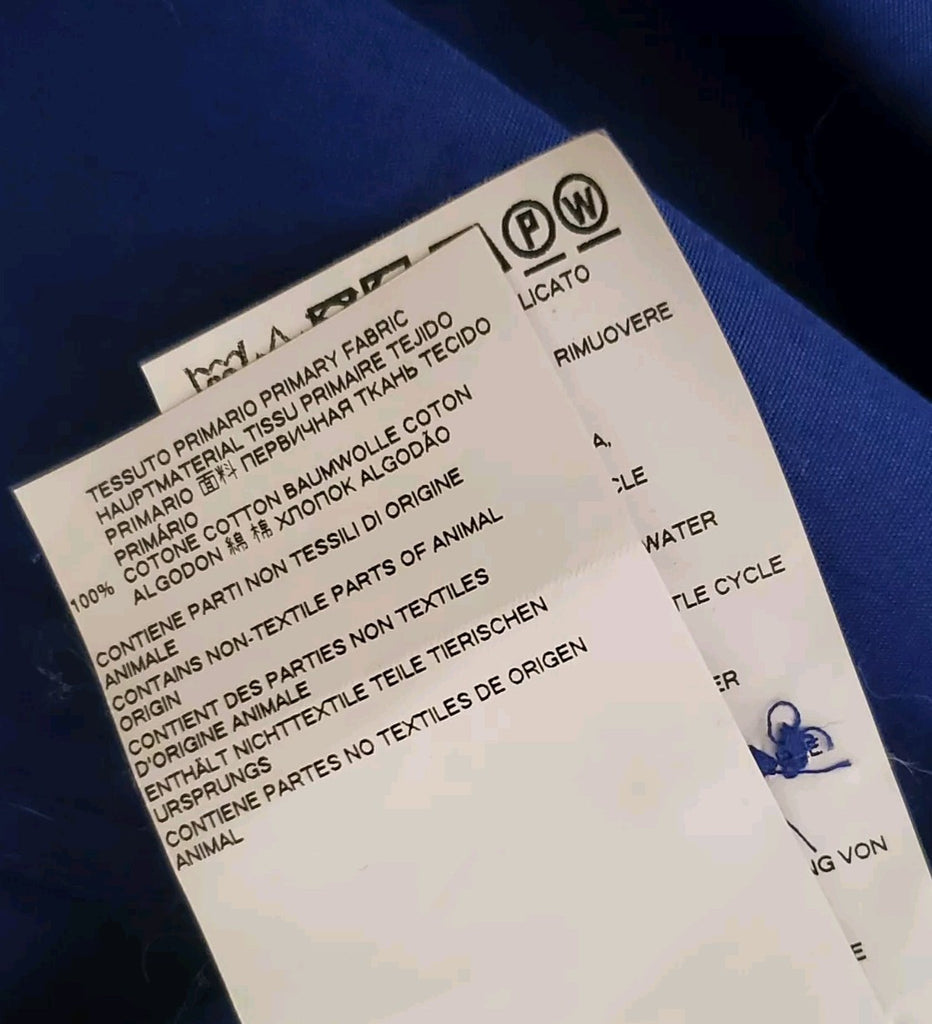 TESSUTO PRIMARIO PRIMARY FABRIC
HAUPTMATERIAL TISSU PRIMAIRE TEJIDO
PRIMARIO 面料 ПЕРВИЧНАЯ ТКАНЬ TECIDO
PRIMÁRIO
100% COTONE COTTON BAUMWOLLE COTON
ALGODON 綿 棉 ХЛОПОК ALGODÃO
CONTIENE PARTI NON TESSILI DI ORIGINE
ANIMALE
CONTAINS NON-TEXTILE PARTS OF ANIMAL
ORIGIN
CONTIENT DES PARTIES NON TEXTILES
D'ORIGINE ANIMALE
ENTHÄLT NICHTTEXTILE TEILE TIERISCHEN
URSPRUNGS
CONTIENE PARTES NO TEXTILES DE ORIGEN
ANIMAL
P W
LICATO
RIMUOVERE
A,
CLE
WATER
TLE CYCLE
ER
NG VON
E